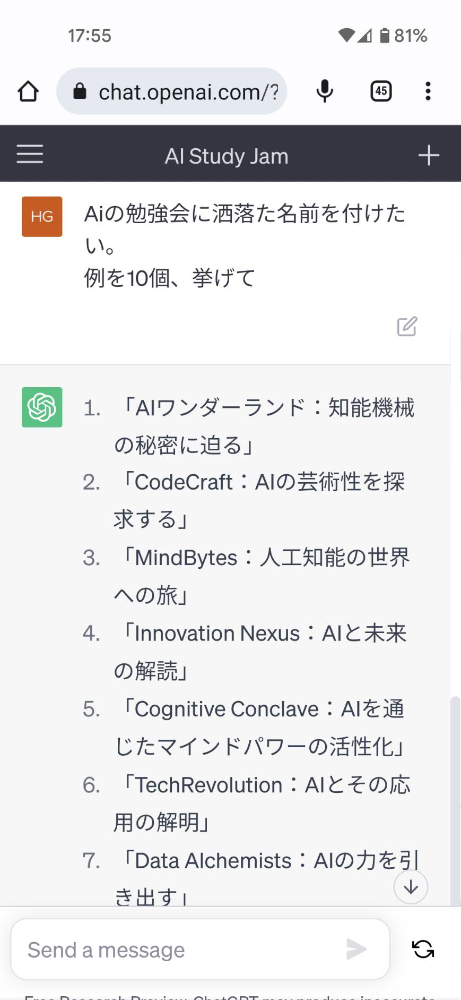 17:55
81%
chat.openai.com/?
45
AI Study Jam
HG
Aiの勉強会に洒落た名前を付けた
い。
例を10個、挙げて
1. 「AIワンダーランド：知能機械
の秘密に迫る」
2. 「CodeCraft：AIの芸術性を探
求する」
3. 「MindBytes：人工知能の世界
への旅」
4. 「Innovation Nexus：AIと未来
の解読」
5. 「Cognitive Conclave：AIを通
じたマインドパワーの活性化」
6. 「TechRevolution：AIとその応
用の解明」
7. 「Data Alchemists：AIの力を引
き出す」
Send a message
Free Research Preview. ChatGPT may produce inaccurate